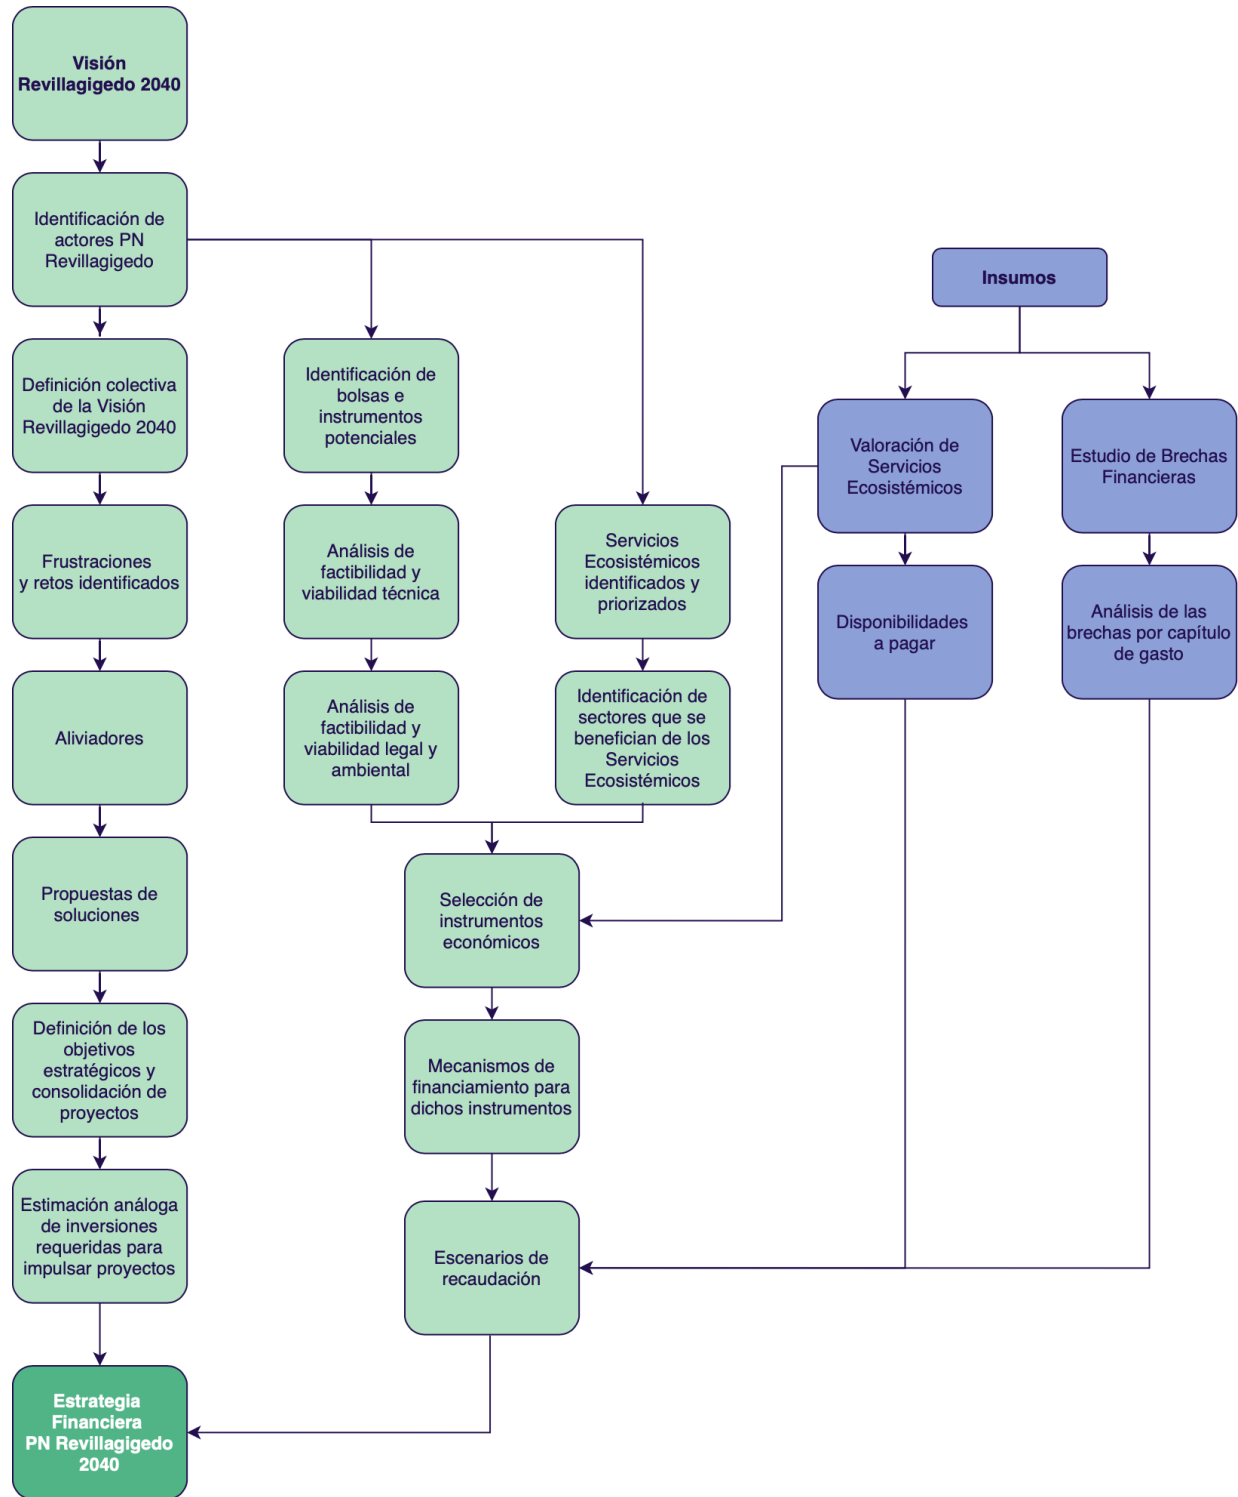 Visión
Revillagigedo 2040
Identificación de
actores PN
Revillagigedo
Definición colectiva
de la Visión
Revillagigedo 2040
Frustraciones
y retos identificados
Aliviadores
Propuestas de
soluciones
Definición de los
objetivos
estratégicos y
consolidación de
proyectos
Estimación análoga
de inversiones
requeridas para
impulsar proyectos
Estrategia
Financiera
PN Revillagigedo
2040
Identificación de
bolsas e
instrumentos
potenciales
Análisis de
factibilidad y
viabilidad técnica
Análisis de
factibilidad y
viabilidad legal y
ambiental
Servicios
Ecosistémicos
identificados y
priorizados
Identificación de
sectores que se
benefician de los
Servicios
Ecosistémicos
Selección de
instrumentos
económicos
Mecanismos de
financiamiento para
dichos instrumentos
Escenarios de
recaudación
Insumos
Valoración de
Servicios
Ecosistémicos
Disponibilidades
a pagar
Estudio de Brechas
Financieras
Análisis de las
brechas por capítulo
de gasto